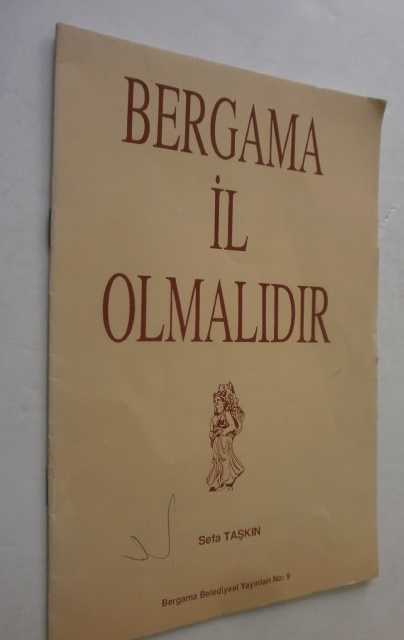 BERGAMA
İL
OLMALIDIR
Sefa TAŞKIN
Bergama Belediyesi Yayınları No: 9